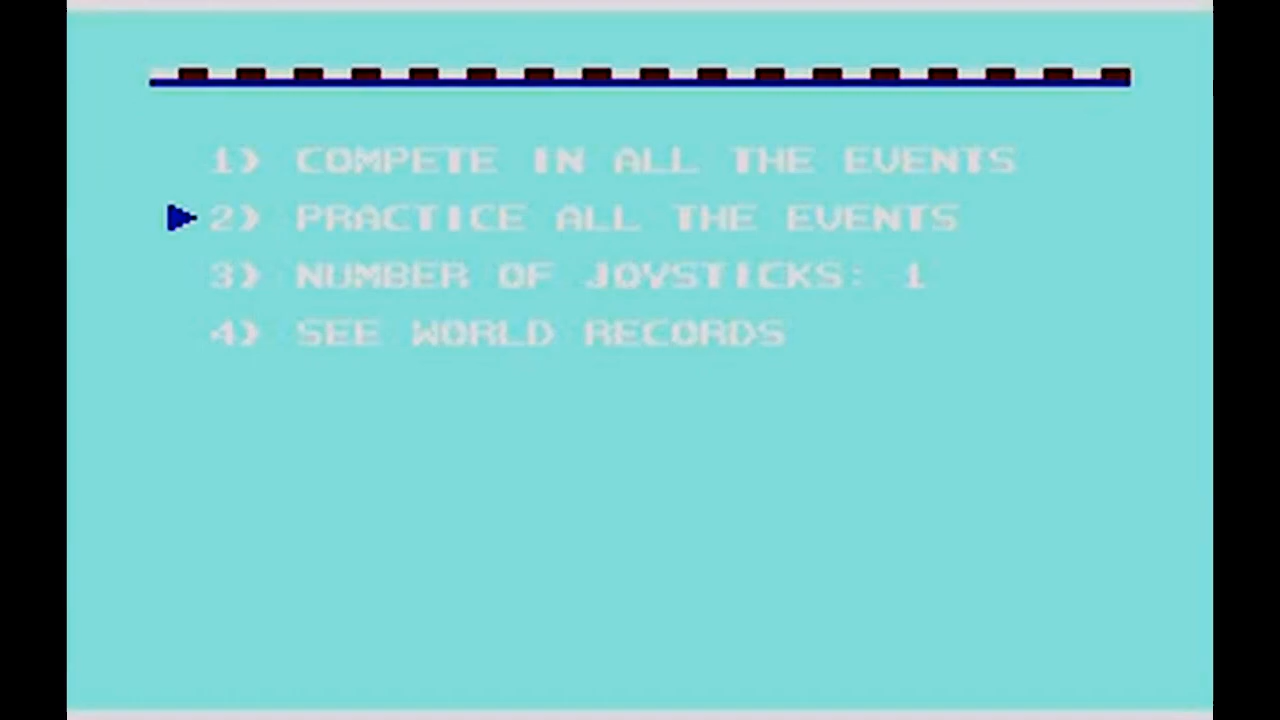 1) COMPETE IN ALL THE EVENTS
2) PRACTICE ALL THE EVENTS
3) NUMBER OF JOYSTICKS: 1
4) SEE WORLD RECORDS